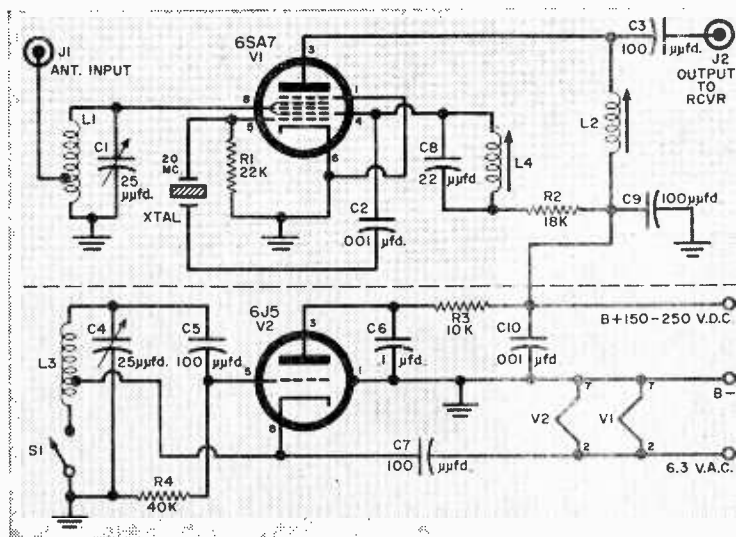 J1
ANT. INPUT
6SA7
V1
C3
100 µµfd.
J2
OUTPUT
TO
RCVR
3
8
5
1
4
6
L1
C1
25
µµfd.
20
MC
XTAL
R1
22K
C2
.001 µfd.
C8
22 µµfd.
L4
L2
R2
18K
C9
100µµfd
L3
C4
25µµfd.
C5
100
µµfd
6J5
V2
3
5
1
8
C6
.1 µfd
R3
10K
C10
.001 µfd
B+150-250 V.D.C.
B-
7
7
V2
V1
2
2
6.3 V.A.C.
S1
R4
40K
C7
100 µµfd.